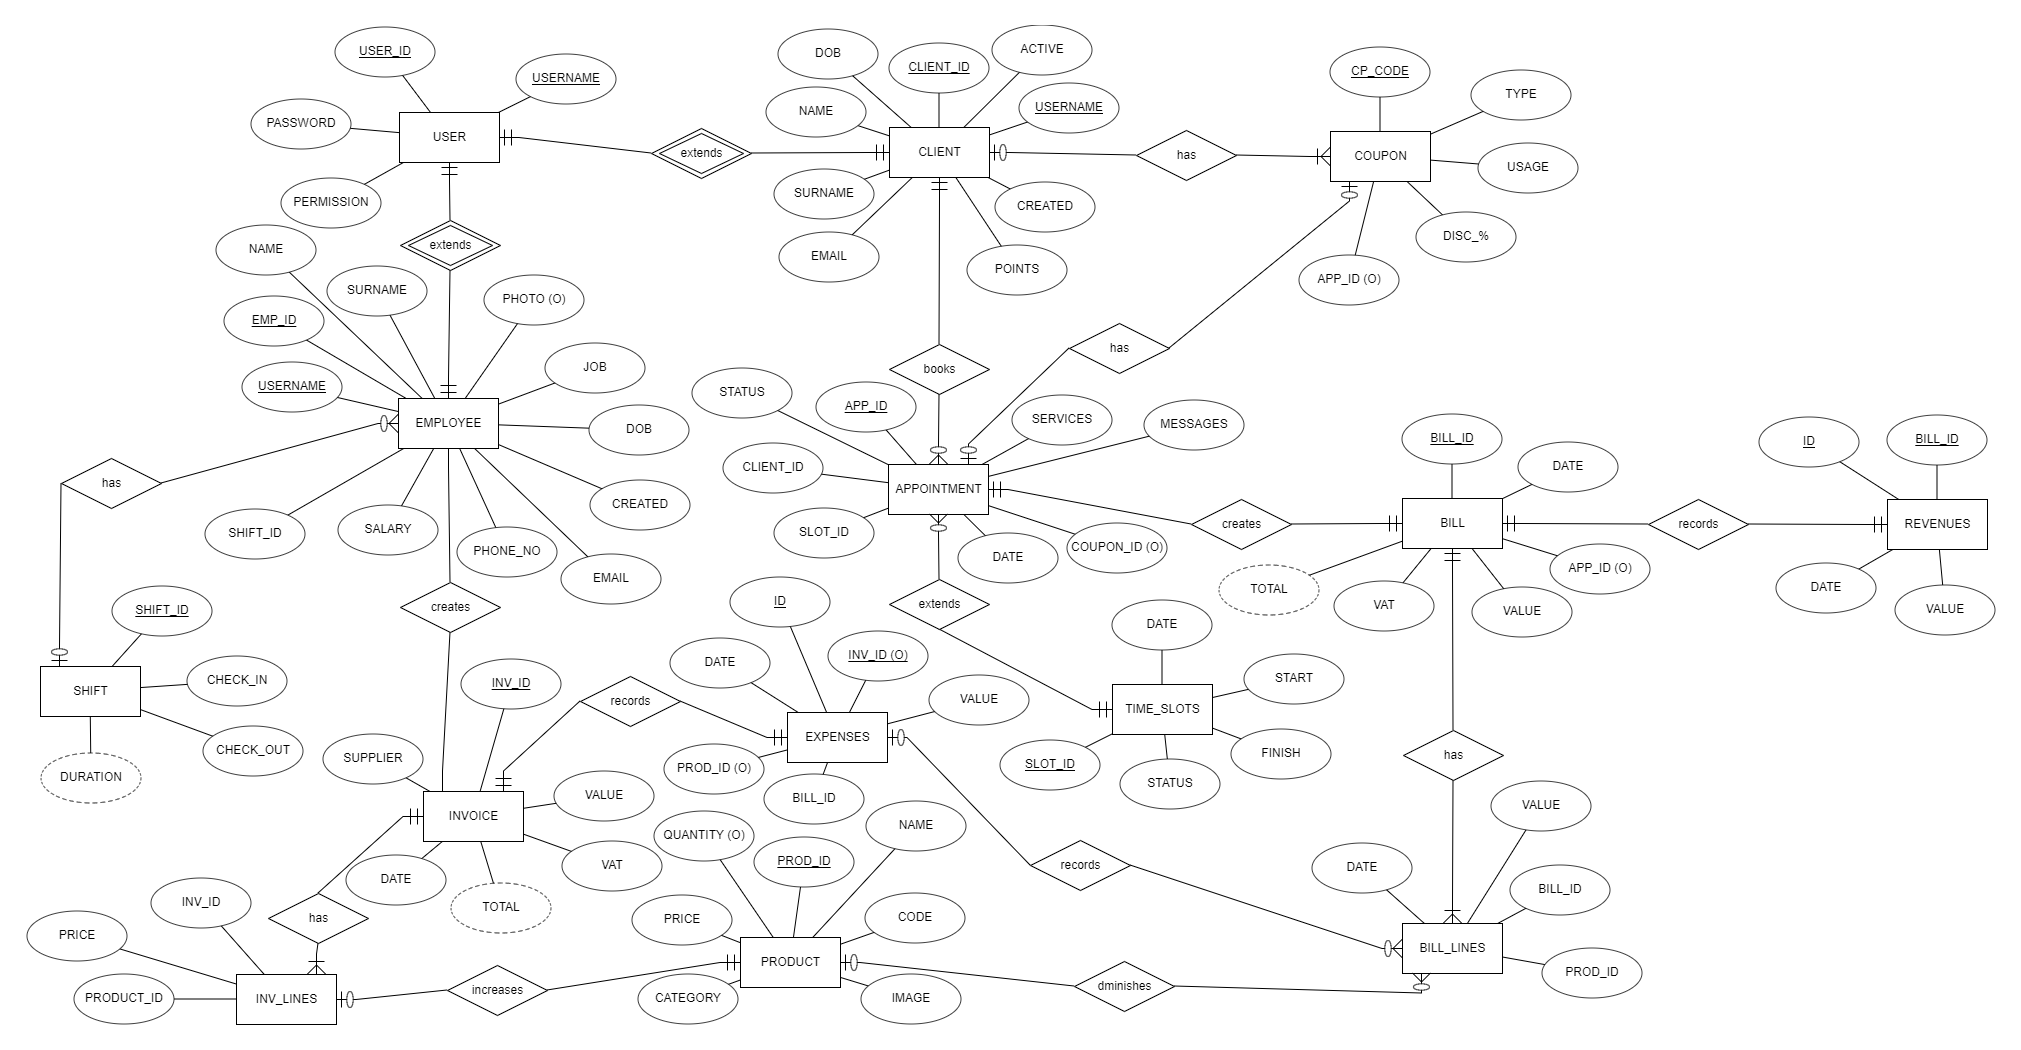 USER_ID
USERNAME
PASSWORD
USER
PERMISSION
extends
extends
DOB
CLIENT_ID
ACTIVE
NAME
USERNAME
CLIENT
SURNAME
CREATED
EMAIL
POINTS
has
CP_CODE
TYPE
COUPON
USAGE
DISC_%
APP_ID (O)
has
books
NAME
SURNAME
PHOTO (O)
EMP_ID
JOB
USERNAME
EMPLOYEE
DOB
CREATED
SHIFT_ID
SALARY
PHONE_NO
EMAIL
has
creates
STATUS
APP_ID
SERVICES
MESSAGES
CLIENT_ID
APPOINTMENT
SLOT_ID
DATE
COUPON_ID (O)
creates
extends
BILL_ID
DATE
BILL
TOTAL
VAT
VALUE
APP_ID (O)
records
ID
BILL_ID
REVENUES
DATE
VALUE
SHIFT_ID
SHIFT
CHECK_IN
CHECK_OUT
DURATION
DATE
START
TIME_SLOTS
FINISH
SLOT_ID
STATUS
ID
DATE
INV_ID (O)
VALUE
EXPENSES
PROD_ID (O)
BILL_ID
records
INV_ID
SUPPLIER
VALUE
INVOICE
DATE
VAT
TOTAL
has
has
records
QUANTITY (O)
PROD_ID
NAME
PRICE
CODE
PRODUCT
CATEGORY
IMAGE
DATE
VALUE
BILL_ID
BILL_LINES
PROD_ID
INV_ID
PRICE
PRODUCT_ID
INV_LINES
increases
dminishes